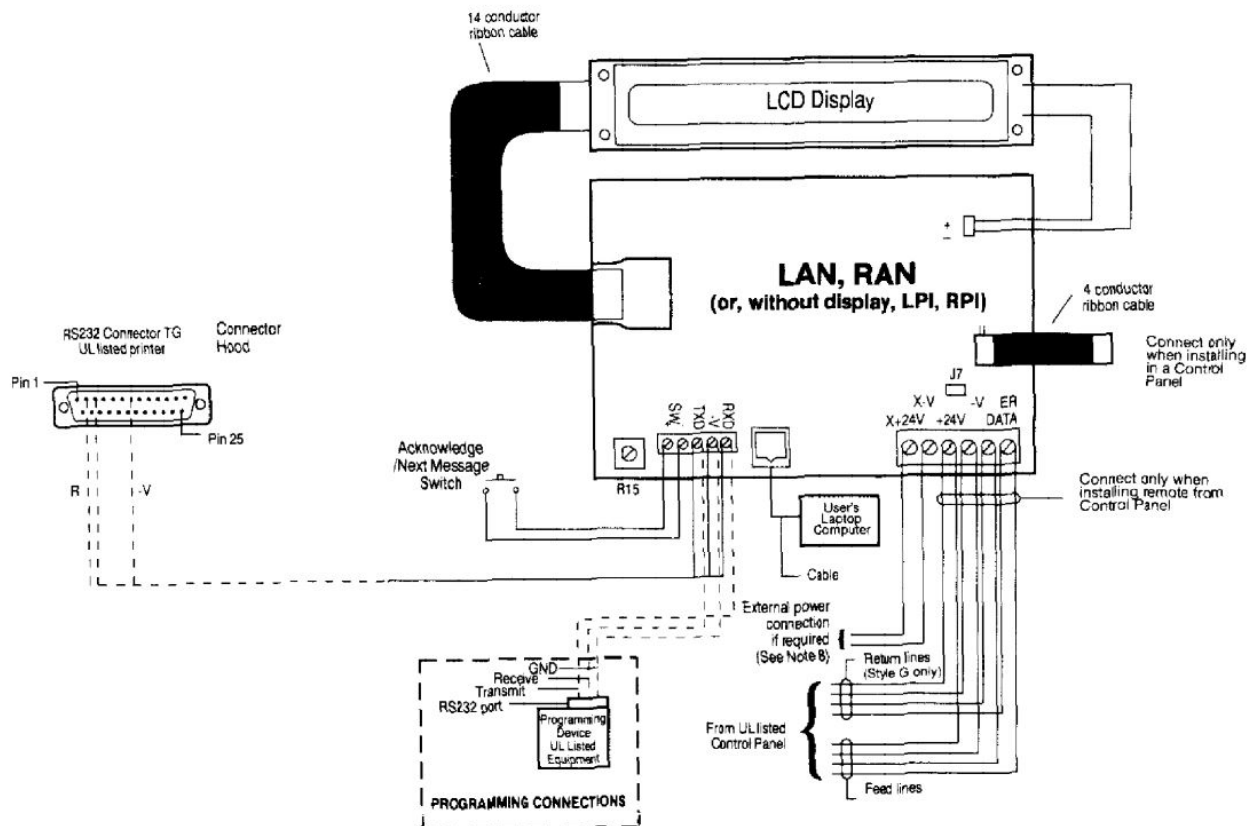 14 conductor
ribbon cable
LCD Display
+
–
LAN, RAN
(or, without display, LPI, RPI)
4 conductor
ribbon cable
Connect only
when installing
in a Control
Panel
RS232 Connector TG
UL listed printer
Connector
Hood
Pin 1
Pin 25
R
-V
Acknowledge
/Next Message
Switch
R15
SW
TXD
-V
RXD
J7
X-V
-V
ER
X+24V
+24V
DATA
Connect only when
installing remote from
Control Panel
User's
Laptop
Computer
Cable
External power
connection
if required
(See Note 8)
Return lines
(Style G only)
From UL listed
Control Panel
Feed lines
GND
Receive
Transmit
RS232 port
Programming
Device
UL Listed
Equipment
PROGRAMMING CONNECTIONS